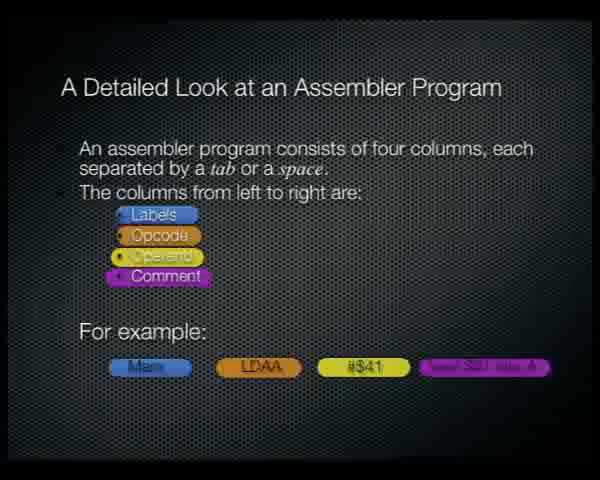 A Detailed Look at an Assembler Program
An assembler program consists of four columns, each
separated by a tab or a space.
The columns from left to right are:
Labels
Opcode
Operand
Comment
For example:
Main LDAA #$41 A